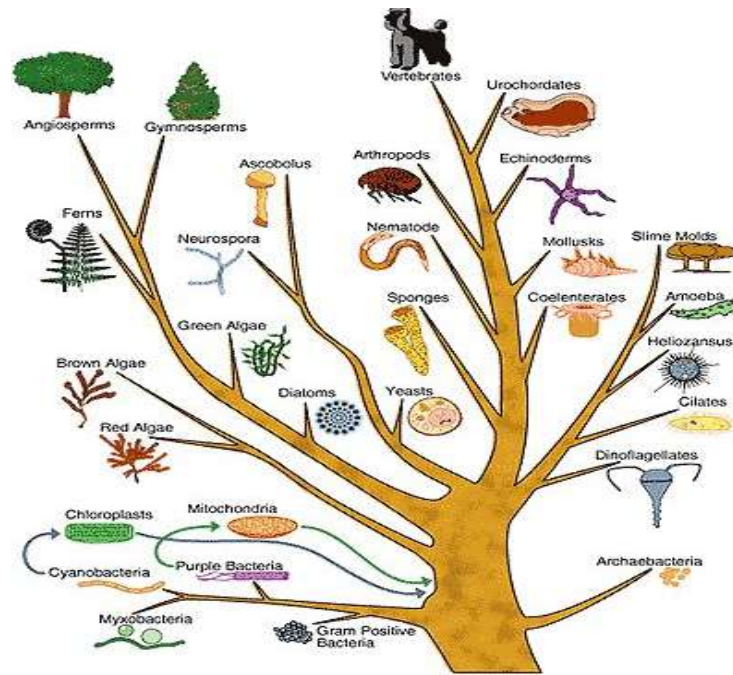 Vertebrates
Urochordates
Angiosperms
Gymnosperms
Ascobolus
Arthropods
Echinoderms
Ferns
Neurospora
Nematode
Mollusks
Slime Molds
Sponges
Coelenterates
Amoeba
Green Algae
Heliozansus
Brown Algae
Diatoms
Yeasts
Ciliates
Red Algae
Dinoflagellates
Chloroplasts
Mitochondria
Cyanobacteria
Purple Bacteria
Archaebacteria
Myxobacteria
Gram Positive
Bacteria